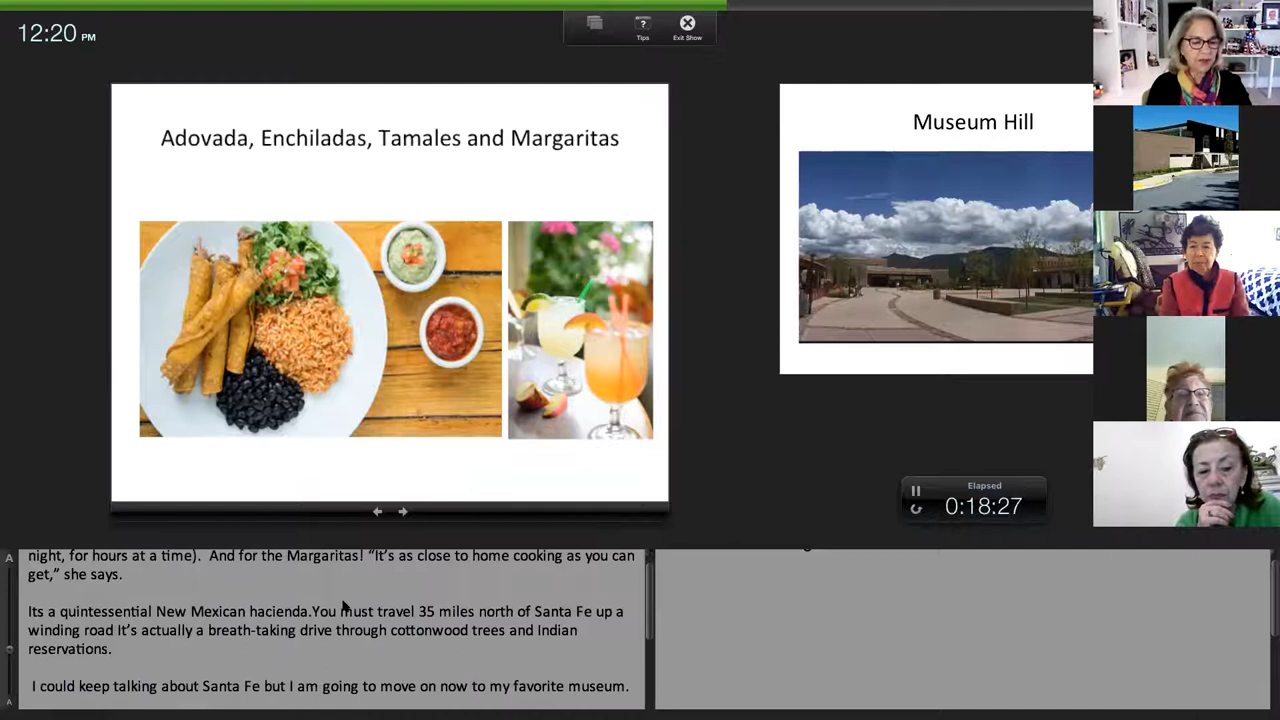 12:20 PM
Tips
Exit Show
Adovada, Enchiladas, Tamales and Margaritas
Museum Hill
Elapsed
0:18:27
A
night, for hours at a time). And for the Margaritas! “It’s as close to home cooking as you can
get,” she says.
Its a quintessential New Mexican hacienda.You must travel 35 miles north of Santa Fe up a
winding road It’s actually a breath-taking drive through cottonwood trees and Indian
reservations.
I could keep talking about Santa Fe but I am going to move on now to my favorite museum.
A